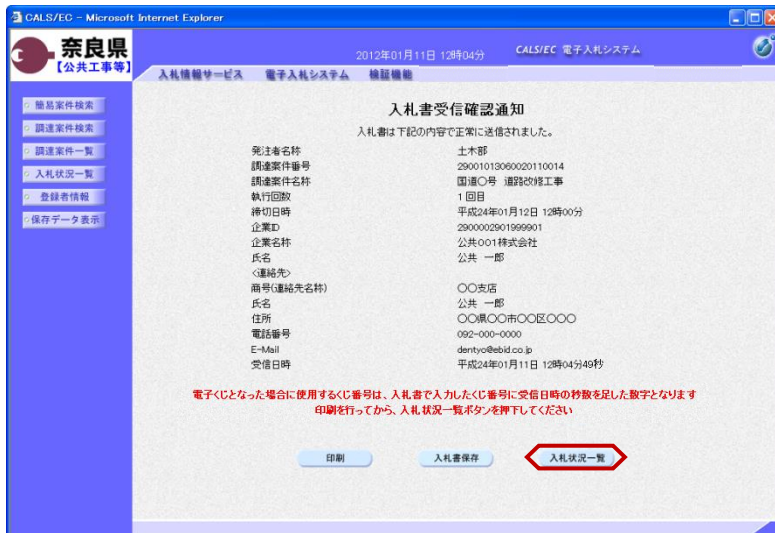 CALS/EC - Microsoft Internet Explorer
奈良県
【公共工事等】
2012年01月11日 12時04分
CALS/EC 電子入札システム
入札情報サービス 電子入札システム 検証機能
簡易案件検索
調達案件検索
調達案件一覧
入札状況一覧
登録者情報
保存データ表示
入札書受信確認通知
入札書は下記の内容で正常に送信されました。
発注者名称 土木部
調達案件番号 29001013060020110014
調達案件名称 国道〇号 道路改修工事
執行回数 1回目
締切日時 平成24年01月12日 12時00分
企業ID 2900002901999901
企業名称 公共001株式会社
氏名 公共 一郎
<連絡先>
商号(連絡先名称) 〇〇支店
氏名 公共 一郎
住所 〇〇県〇〇市〇〇区〇〇〇
電話番号 092-000-0000
E-Mail dentyo@ebid.co.jp
受信日時 平成24年01月11日 12時04分49秒
電子くじとなった場合に使用するくじ番号は、入札書で入力したくじ番号に受信日時の秒数を足した数字となります
印刷を行ってから、入札状況一覧ボタンを押下してください
印刷 入札書保存 入札状況一覧